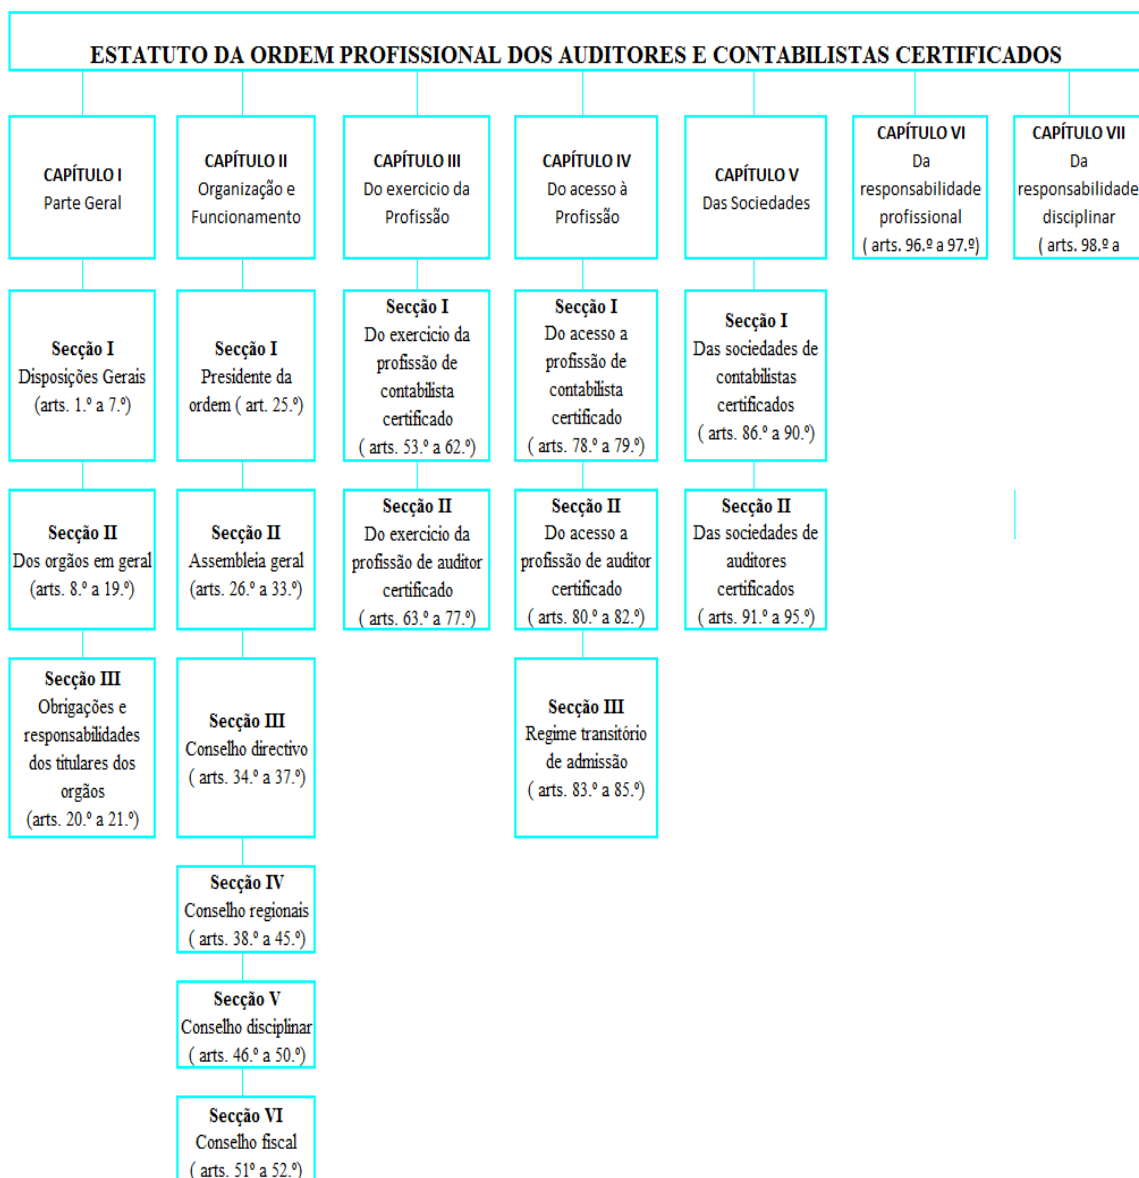 ESTATUTO DA ORDEM PROFISSIONAL DOS AUDITORES E CONTABILISTAS CERTIFICADOS
CAPÍTULO I
Parte Geral
Secção I
Disposições Gerais
(arts. 1.º a 7.º)
Secção II
Dos orgãos em geral
(arts. 8.º a 19.º)
Secção III
Obrigações e
responsabilidades
dos titulares dos
orgãos
(arts. 20.º a 21.º)
CAPÍTULO II
Organização e
Funcionamento
Secção I
Presidente da
ordem ( art. 25.º)
Secção II
Assembleia geral
(arts. 26.º a 33.º)
Secção III
Conselho directivo
( arts. 34.º a 37.º)
Secção IV
Conselho regionais
( arts. 38.º a 45.º)
Secção V
Conselho disciplinar
( arts. 46.º a 50.º)
Secção VI
Conselho fiscal
( arts. 51º a 52.º)
CAPÍTULO III
Do exercicio da
Profissão
Secção I
Do exercicio da
profissão de
contabilista
certificado
( arts. 53.º a 62.º)
Secção II
Do exercicio da
profissão de auditor
certificado
( arts. 63.º a 77.º)
CAPÍTULO IV
Do acesso à
Profissão
Secção I
Do acesso a
profissão de
contabilista
certificado
( arts. 78.º a 79.º)
Secção II
Do acesso a
profissão de auditor
certificado
( arts. 80.º a 82.º)
Secção III
Regime transitório
de admissão
( arts. 83.º a 85.º)
CAPÍTULO V
Das Sociedades
Secção I
Das sociedades de
contabilistas
certificados
( arts. 86.º a 90.º)
Secção II
Das sociedades de
auditores
certificados
( arts. 91.º a 95.º)
CAPÍTULO VI
Da
responsabilidade
profissional
( arts. 96.º a 97.º)
CAPÍTULO VII
Da
responsabilidade
disciplinar
( arts. 98.º a